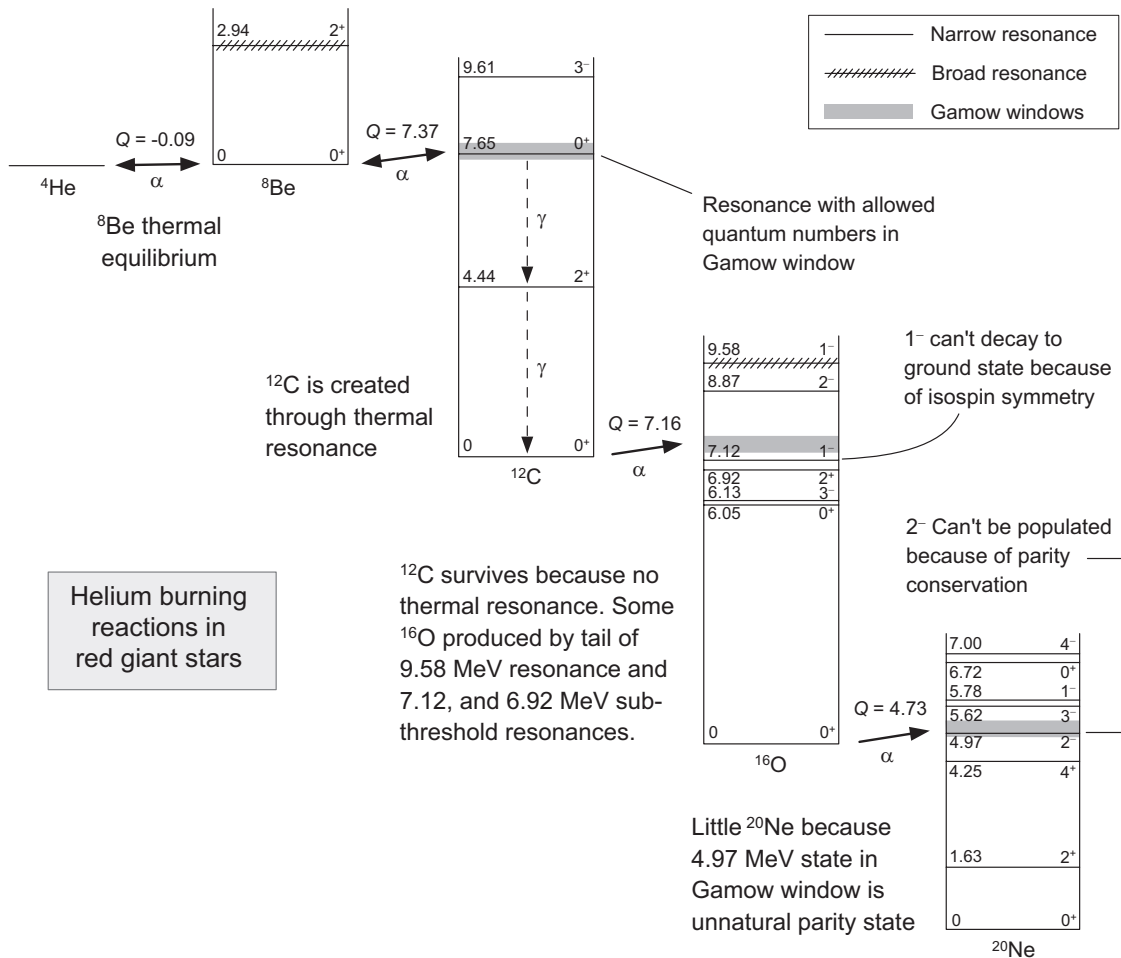 2.94 2⁺
Q = -0.09
α
⁴He
0 0⁺
⁸Be
⁸Be thermal
equilibrium
Q = 7.37
α
9.61 3⁻
7.65 0⁺
γ
4.44 2⁺
γ
0 0⁺
¹²C
Narrow resonance
Broad resonance
Gamow windows
Resonance with allowed
quantum numbers in
Gamow window
¹²C is created
through thermal
resonance
Q = 7.16
α
9.58 1⁻
8.87 2⁻
7.12 1⁻
6.92 2⁺
6.13 3⁻
6.05 0⁺
0 0⁺
¹⁶O
1⁻ can't decay to
ground state because
of isospin symmetry
2⁻ Can't be populated
because of parity
conservation
Helium burning
reactions in
red giant stars
¹²C survives because no
thermal resonance. Some
¹⁶O produced by tail of
9.58 MeV resonance and
7.12, and 6.92 MeV sub-
threshold resonances.
Q = 4.73
α
7.00 4⁻
6.72 0⁺
5.78 1⁻
5.62 3⁻
4.97 2⁻
4.25 4⁺
1.63 2⁺
0 0⁺
²⁰Ne
Little ²⁰Ne because
4.97 MeV state in
Gamow window is
unnatural parity state